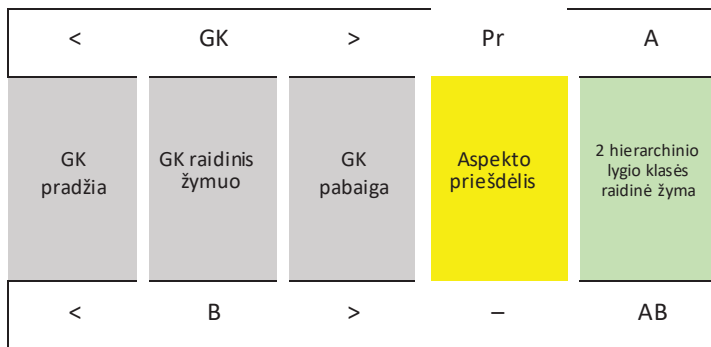 < GK > Pr A
GK
pradžia
GK raidinis
žymuo
GK
pabaiga
Aspekto
priešdėlis
2 hierarchinio
lygio klasės
raidinė žyma
< B > – AB